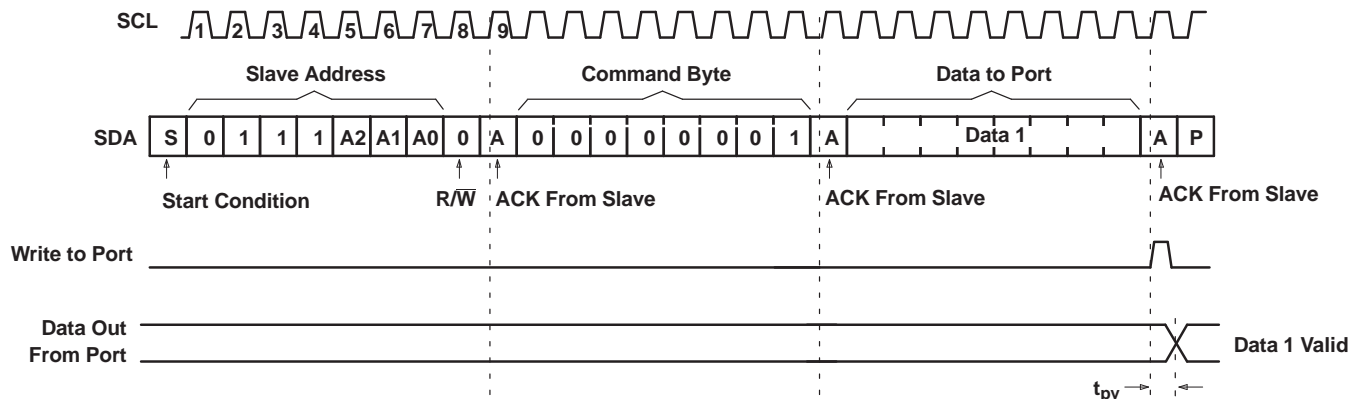 SCL
1 2 3 4 5 6 7 8 9
Slave Address Command Byte Data to Port
SDA S 0 1 1 1 A2 A1 A0 0 A 0 0 0 0 0 0 0 1 A Data 1 A P
Start Condition R/W̅ ACK From Slave ACK From Slave ACK From Slave
Write to Port
Data Out
From Port
Data 1 Valid
tpv